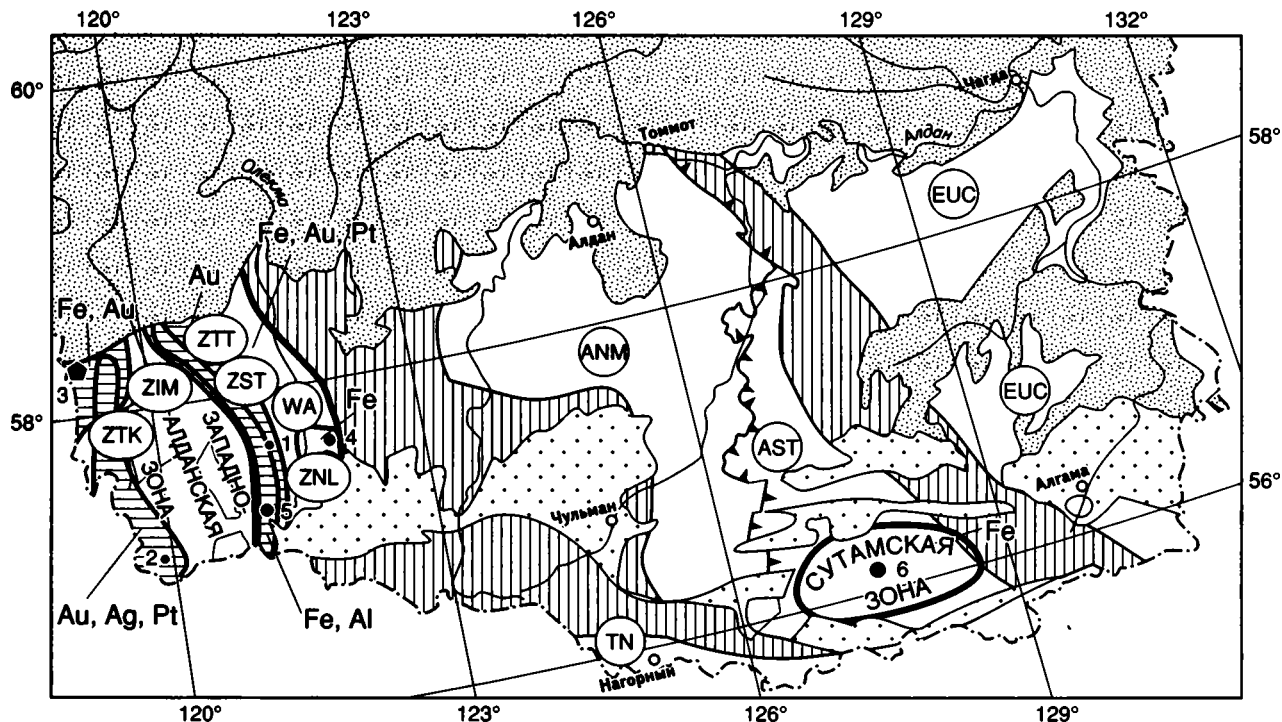 120°
123°
126°
129°
132°
60°
58°
58°
56°
120°
123°
126°
129°
Чагда
Алдан
Томмот
Олекма
Алдан
Fe, Au, Pt
Au
Fe, Au
3
ZTT
ZIM
ZST
WA
Fe
4
ZTK
1
ZNL
5
2
ЗАПАДНО-
АЛДАНСКАЯ
ЗОНА
Au, Ag, Pt
Fe, Al
EUC
ANM
EUC
AST
Алгама
Чульман
Fe
СУТАМСКАЯ
6
ЗОНА
TN
Нагорный